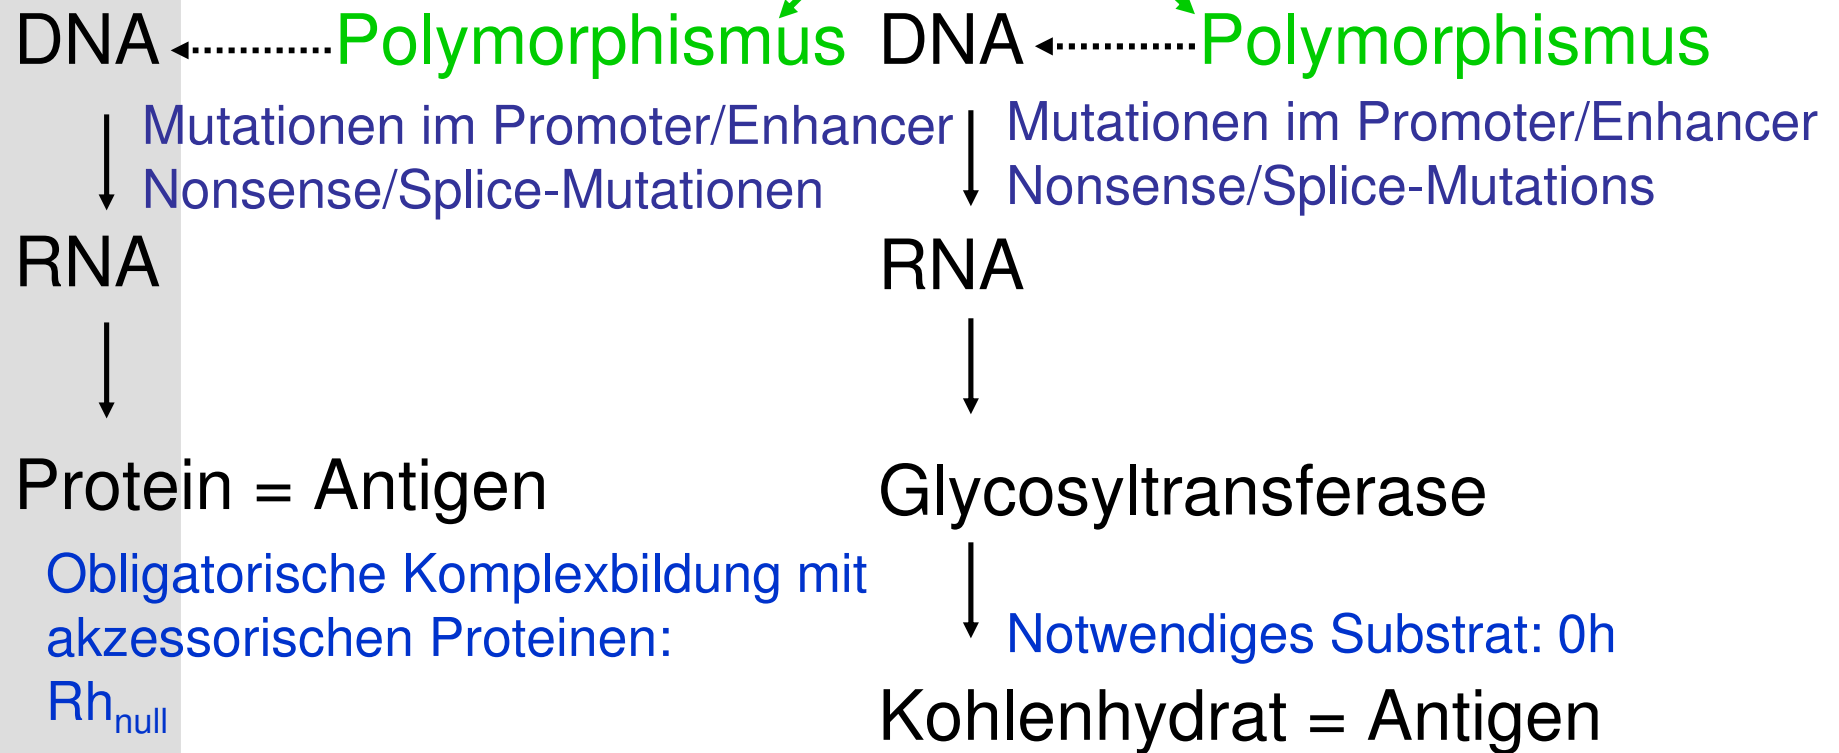 DNA Polymorphismus
Mutationen im Promoter/Enhancer
Nonsense/Splice-Mutationen
RNA
Protein = Antigen
Obligatorische Komplexbildung mit
akzessorischen Proteinen:
Rhnull
DNA Polymorphismus
Mutationen im Promoter/Enhancer
Nonsense/Splice-Mutations
RNA
Glycosyltransferase
Notwendiges Substrat: 0h
Kohlenhydrat = Antigen